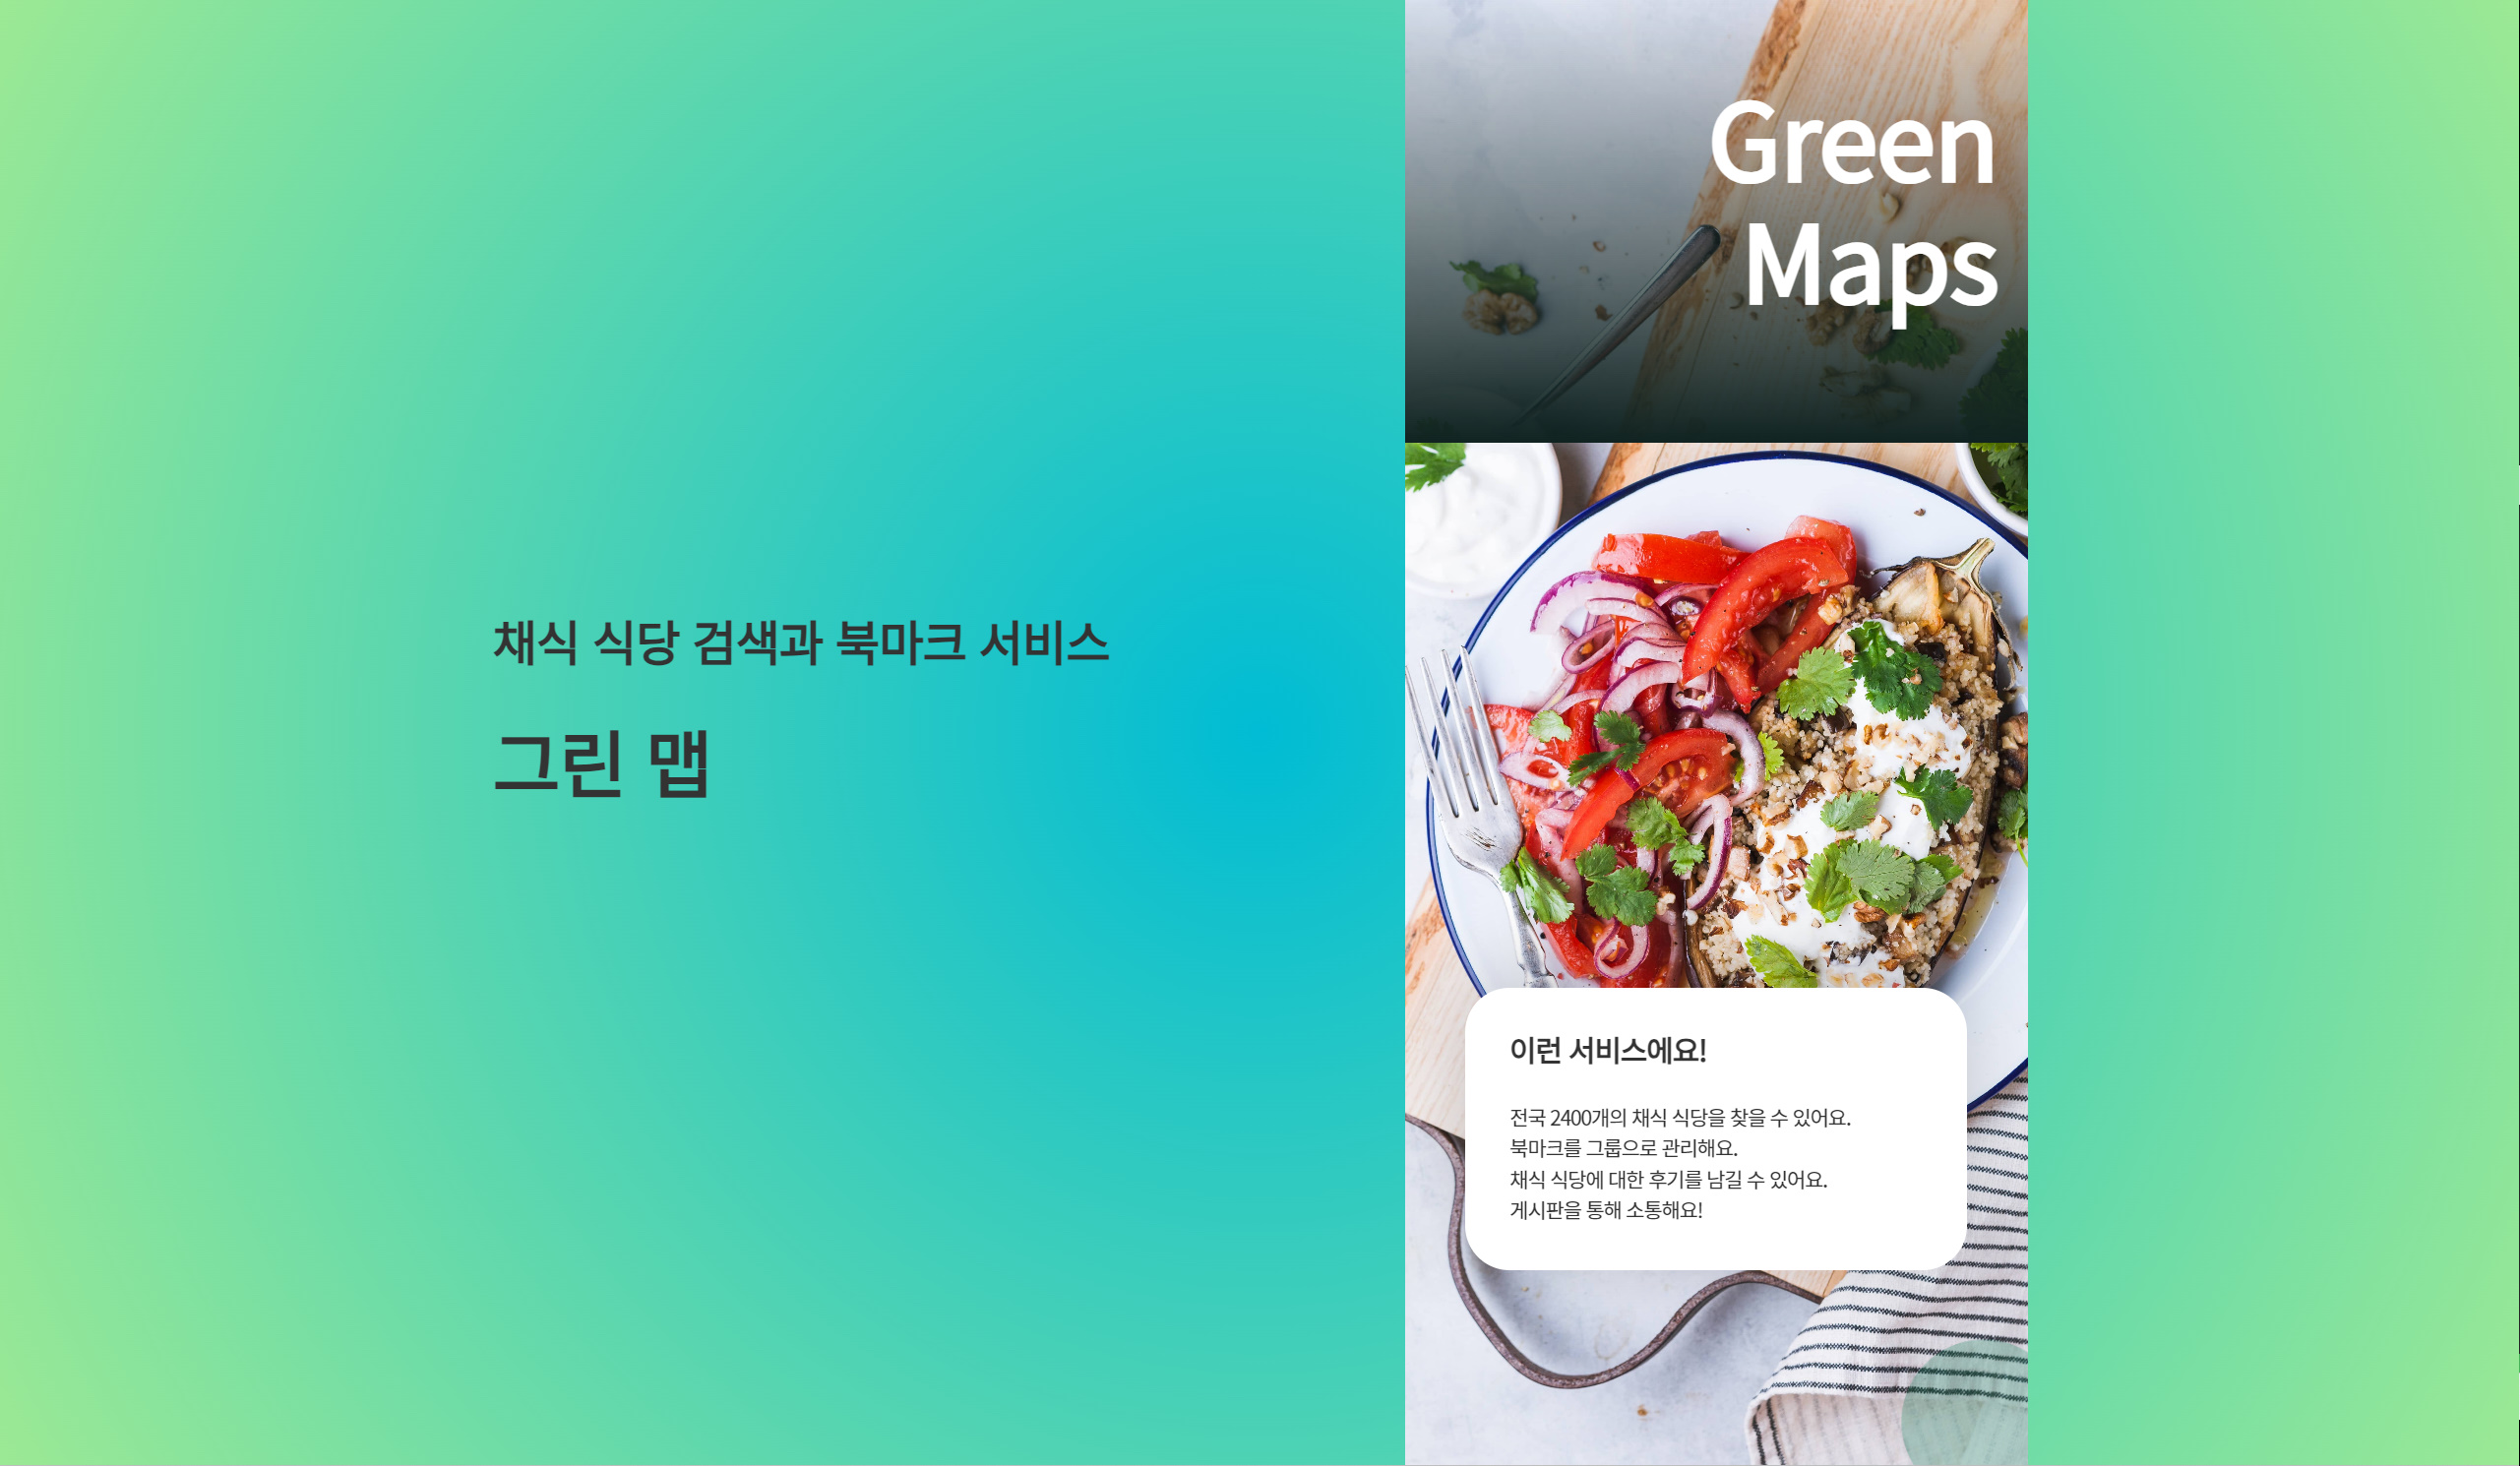 채식 식당 검색과 북마크 서비스
그린 맵
Green
Maps
이런 서비스에요!
전국 2400개의 채식 식당을 찾을 수 있어요.
북마크를 그룹으로 관리해요.
채식 식당에 대한 후기를 남길 수 있어요.
게시판을 통해 소통해요!